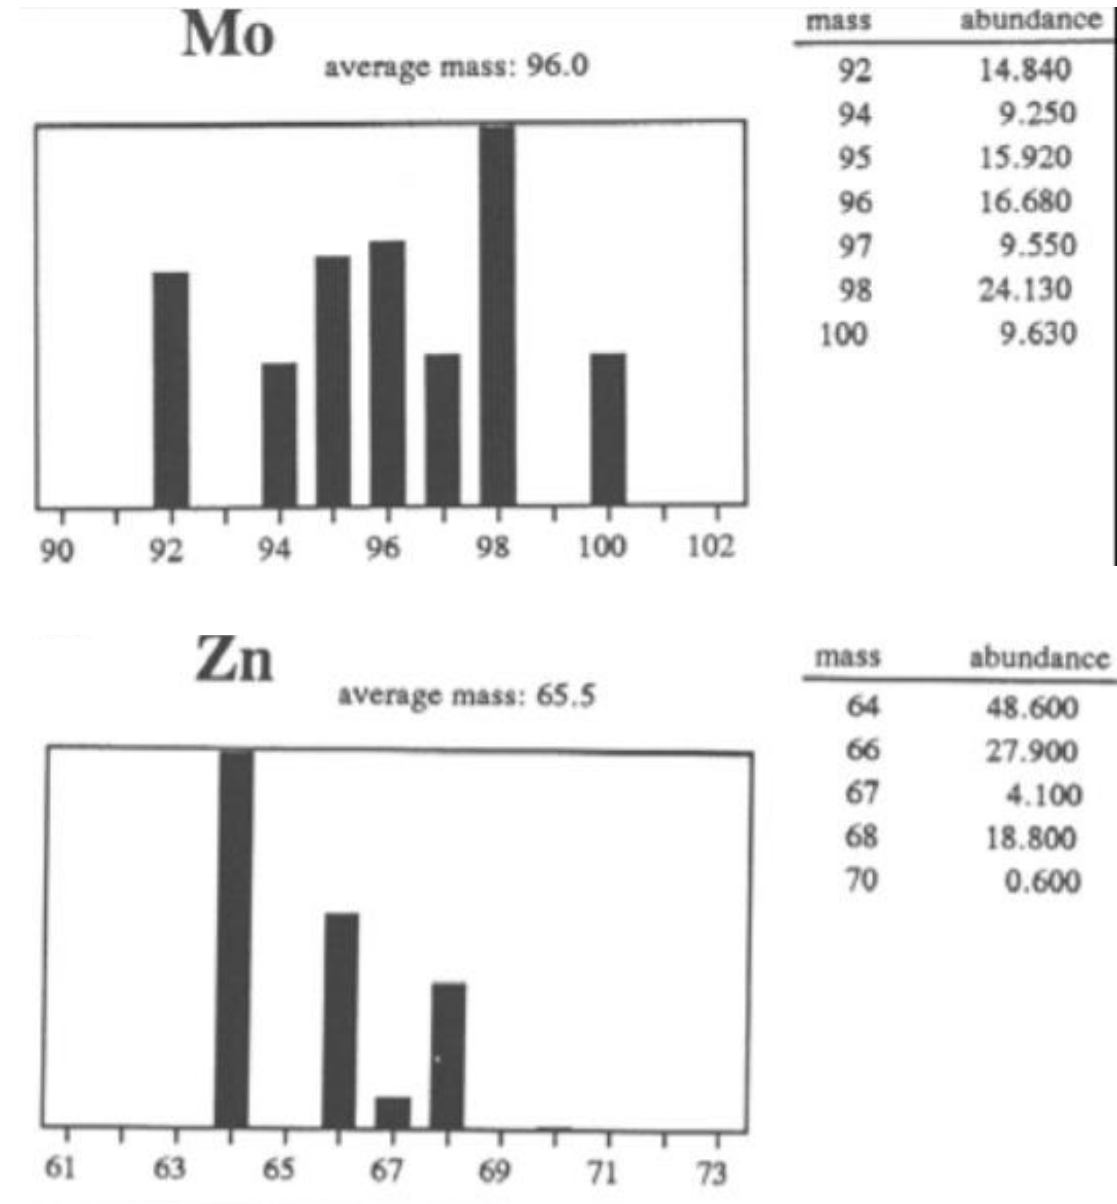 Mo
average mass: 96.0
mass abundance
92 14.840
94 9.250
95 15.920
96 16.680
97 9.550
98 24.130
100 9.630
90 92 94 96 98 100 102
Zn
average mass: 65.5
mass abundance
64 48.600
66 27.900
67 4.100
68 18.800
70 0.600
61 63 65 67 69 71 73